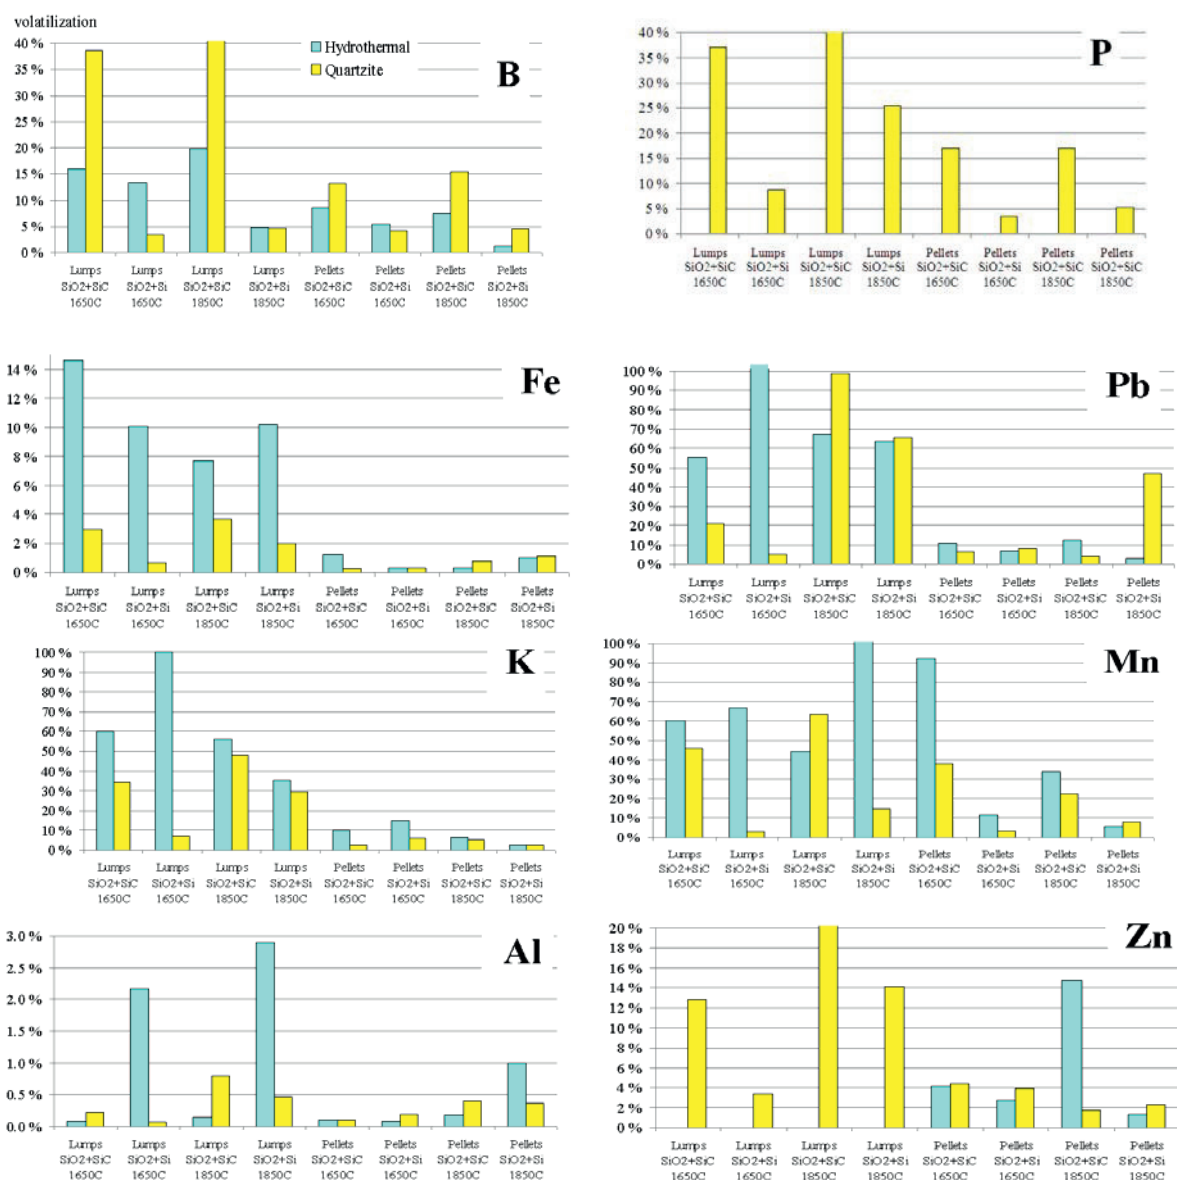 volatilization
40 %
35 %
30 %
25 %
20 %
15 %
10 %
5 %
0 %
Hydrothermal
Quartzite
B
Lumps Lumps Lumps Lumps Pellets Pellets Pellets Pellets
SiO2+SiC SiO2+Si SiO2+SiC SiO2+Si SiO2+SiC SiO2+Si SiO2+SiC SiO2+Si
1650C 1650C 1850C 1850C 1650C 1650C 1850C 1850C
40 %
35 %
30 %
25 %
20 %
15 %
10 %
5 %
0 %
P
Lumps Lumps Lumps Lumps Pellets Pellets Pellets Pellets
SiO2+SiC SiO2+Si SiO2+SiC SiO2+Si SiO2+SiC SiO2+Si SiO2+SiC SiO2+Si
1650C 1650C 1850C 1850C 1650C 1650C 1850C 1850C
14 %
12 %
10 %
8 %
6 %
4 %
2 %
0 %
Fe
Lumps Lumps Lumps Lumps Pellets Pellets Pellets Pellets
SiO2+SiC SiO2+Si SiO2+SiC SiO2+Si SiO2+SiC SiO2+Si SiO2+SiC SiO2+Si
1650C 1650C 1850C 1850C 1650C 1650C 1850C 1850C
100 %
90 %
80 %
70 %
60 %
50 %
40 %
30 %
20 %
10 %
0 %
Pb
Lumps Lumps Lumps Lumps Pellets Pellets Pellets Pellets
SiO2+SiC SiO2+Si SiO2+SiC SiO2+Si SiO2+SiC SiO2+Si SiO2+SiC SiO2+Si
1650C 1650C 1850C 1850C 1650C 1650C 1850C 1850C
100 %
90 %
80 %
70 %
60 %
50 %
40 %
30 %
20 %
10 %
0 %
K
Lumps Lumps Lumps Lumps Pellets Pellets Pellets Pellets
SiO2+SiC SiO2+Si SiO2+SiC SiO2+Si SiO2+SiC SiO2+Si SiO2+SiC SiO2+Si
1650C 1650C 1850C 1850C 1650C 1650C 1850C 1850C
100 %
90 %
80 %
70 %
60 %
50 %
40 %
30 %
20 %
10 %
0 %
Mn
Lumps Lumps Lumps Lumps Pellets Pellets Pellets Pellets
SiO2+SiC SiO2+Si SiO2+SiC SiO2+Si SiO2+SiC SiO2+Si SiO2+SiC SiO2+Si
1650C 1650C 1850C 1850C 1650C 1650C 1850C 1850C
3.0 %
2.5 %
2.0 %
1.5 %
1.0 %
0.5 %
0.0 %
Al
Lumps Lumps Lumps Lumps Pellets Pellets Pellets Pellets
SiO2+SiC SiO2+Si SiO2+SiC SiO2+Si SiO2+SiC SiO2+Si SiO2+SiC SiO2+Si
1650C 1650C 1850C 1850C 1650C 1650C 1850C 1850C
20 %
18 %
16 %
14 %
12 %
10 %
8 %
6 %
4 %
2 %
0 %
Zn
Lumps Lumps Lumps Lumps Pellets Pellets Pellets Pellets
SiO2+SiC SiO2+Si SiO2+SiC SiO2+Si SiO2+SiC SiO2+Si SiO2+SiC SiO2+Si
1650C 1650C 1850C 1850C 1650C 1650C 1850C 1850C